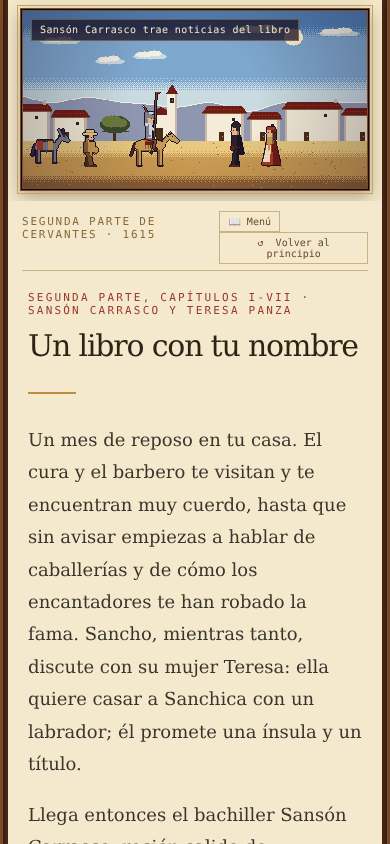 Sansón Carrasco trae noticias del libro
SEGUNDA PARTE DE
CERVANTES · 1615
📖 Menú
↺ Volver al
principio
SEGUNDA PARTE, CAPÍTULOS I-VII ·
SANSÓN CARRASCO Y TERESA PANZA
Un libro con tu nombre
Un mes de reposo en tu casa. El
cura y el barbero te visitan y te
encuentran muy cuerdo, hasta que
sin avisar empiezas a hablar de
caballerías y de cómo los
encantadores te han robado la
fama. Sancho, mientras tanto,
discute con su mujer Teresa: ella
quiere casar a Sanchica con un
labrador; él promete una ínsula y un
título.
Llega entonces el bachiller Sansón